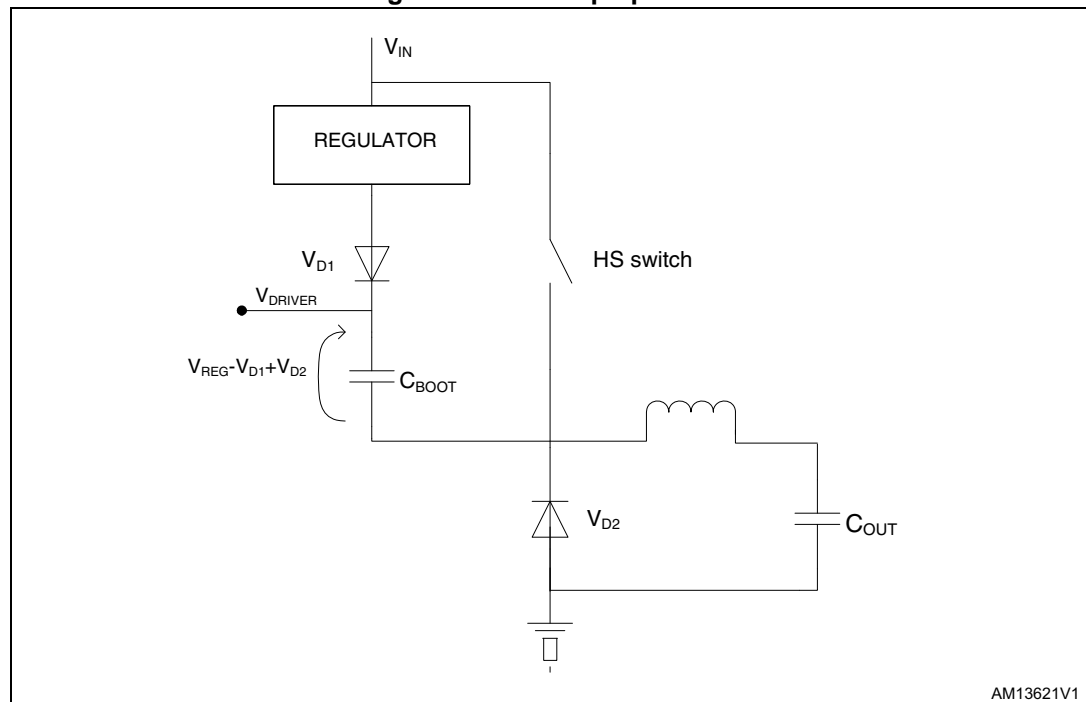 V_IN
REGULATOR
V_D1
HS switch
V_DRIVER
V_REG-V_D1+V_D2
C_BOOT
V_D2
C_OUT
AM13621V1